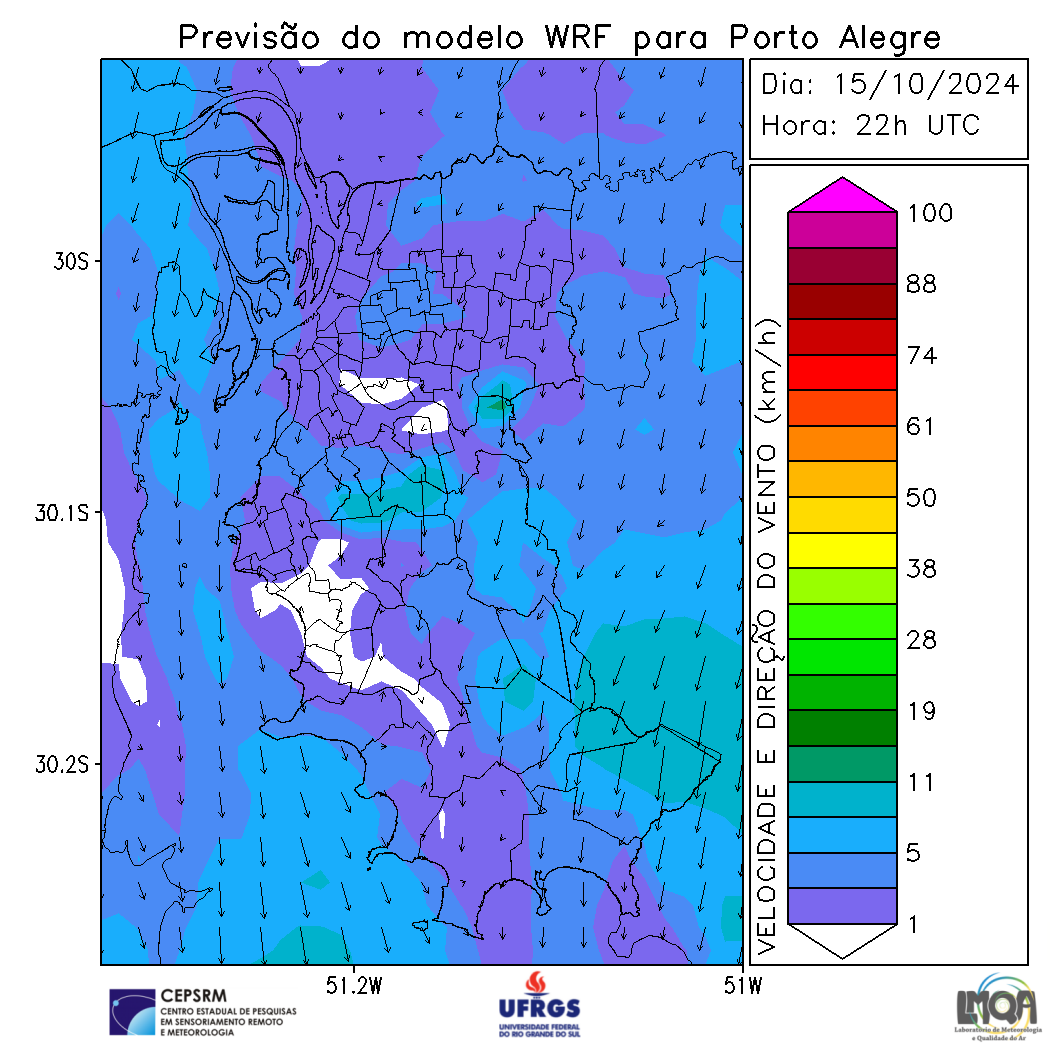 Previsão do modelo WRF para Porto Alegre
Dia: 15/10/2024
Hora: 22h UTC
30S
30.1S
30.2S
51.2W
51W
VELOCIDADE E DIREÇÃO DO VENTO (km/h)
100
88
74
61
50
38
28
19
11
5
1
CEPSRM
CENTRO ESTADUAL DE PESQUISAS
EM SENSORIAMENTO REMOTO
E METEOROLOGIA
UFRGS
UNIVERSIDADE FEDERAL
DO RIO GRANDE DO SUL
LMQA
Laboratório de Meteorologia
e Qualidade do Ar